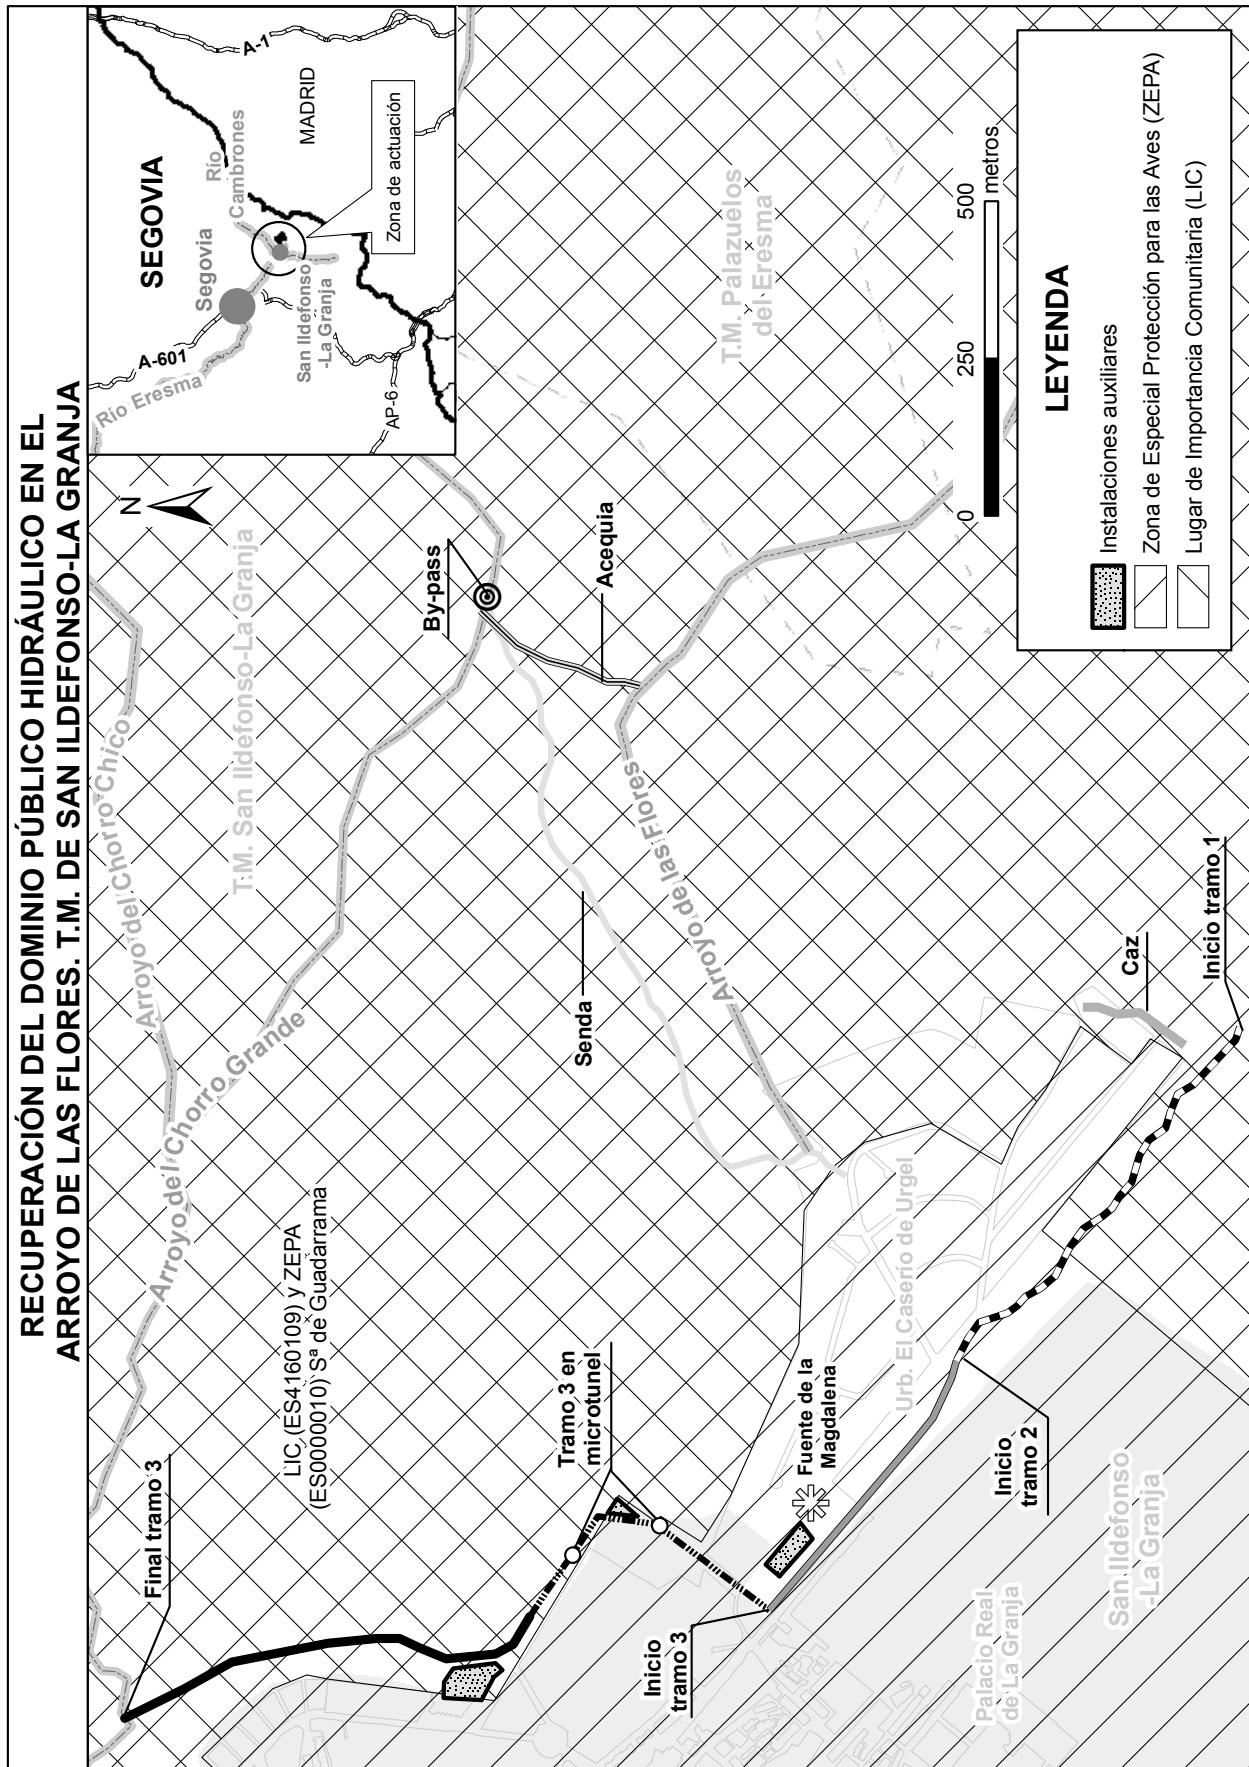 RECUPERACIÓN DEL DOMINIO PÚBLICO HIDRÁULICO EN EL
ARROYO DE LAS FLORES. T.M. DE SAN ILDEFONSO-LA GRANJA
Final tramo 3
LIC (ES4160109) y ZEPA
(ES0000010) Sª de Guadarrama
Arroyo del Chorro Grande
Arroyo del Chorro Chico
T.M. San Ildefonso-La Granja
N
SEGOVIA
Segovia
Río
Cambrones
A-1
MADRID
A-601
Río Eresma
San Ildefonso
-La Granja
AP-6
Zona de actuación
By-pass
Acequia
Senda
Arroyo de las Flores
T.M. Palazuelos
del Eresma
Tramo 3 en
microtunel
Inicio
tramo 3
Fuente de la
Magdalena
Urb. El Caserío de Urgel
Inicio
tramo 2
Palacio Real
de La Granja
San Ildefonso
-La Granja
Caz
Inicio tramo 1
0
250
500
metros
LEYENDA
Instalaciones auxiliares
Zona de Especial Protección para las Aves (ZEPA)
Lugar de Importancia Comunitaria (LIC)